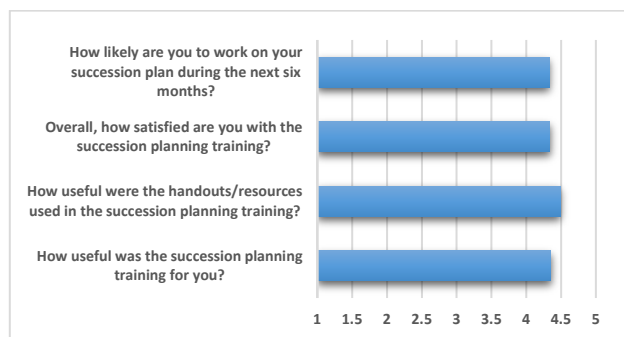 How likely are you to work on your
succession plan during the next six
months?
Overall, how satisfied are you with the
succession planning training?
How useful were the handouts/resources
used in the succession planning training?
How useful was the succession planning
training for you?
1 1.5 2 2.5 3 3.5 4 4.5 5